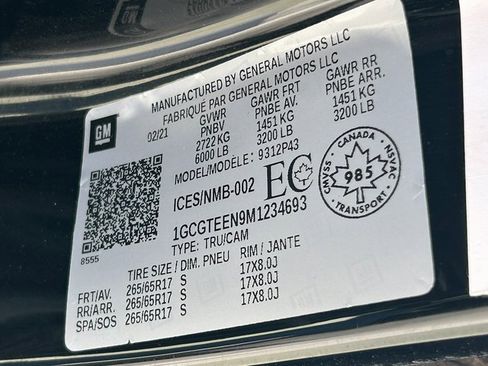 GM
MANUFACTURED BY GENERAL MOTORS LLC
FABRIQUÉ PAR GENERAL MOTORS LLC
02/21 GVWR GAWR FRT GAWR RR
PNBV PNBE AV. PNBE ARR.
2722 KG 1451 KG 1451 KG
6000 LB 3200 LB 3200 LB
MODEL/MODÈLE: 9312P43
ICES/NMB-002 EC
CANADA
CMVSS 985 NSVAC
TRANSPORT
1GCGTEEN9M1234693
TYPE: TRU/CAM
8555
TIRE SIZE / DIM. PNEU RIM / JANTE
FRT/AV. 265/65R17 S 17X8.0J
RR/ARR. 265/65R17 S 17X8.0J
SPA/SOS 265/65R17 S 17X8.0J